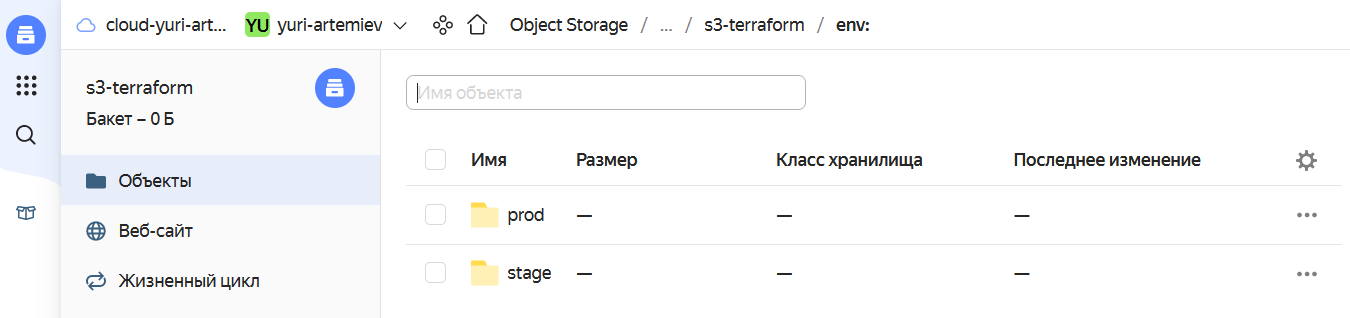 cloud-yuri-art... YU yuri-artemiev Object Storage / ... / s3-terraform / env:
s3-terraform
Бакет – 0 Б
Объекты
Веб-сайт
Жизненный цикл
Имя объекта
Имя Размер Класс хранилища Последнее изменение
prod — — —
stage — — —